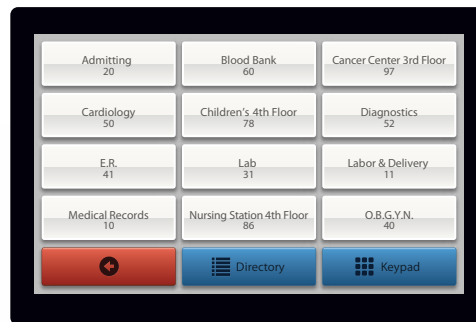 Admitting
20
Blood Bank
60
Cancer Center 3rd Floor
97
Cardiology
50
Children's 4th Floor
78
Diagnostics
52
E.R.
41
Lab
31
Labor & Delivery
11
Medical Records
10
Nursing Station 4th Floor
86
O.B.G.Y.N.
40
Directory
Keypad